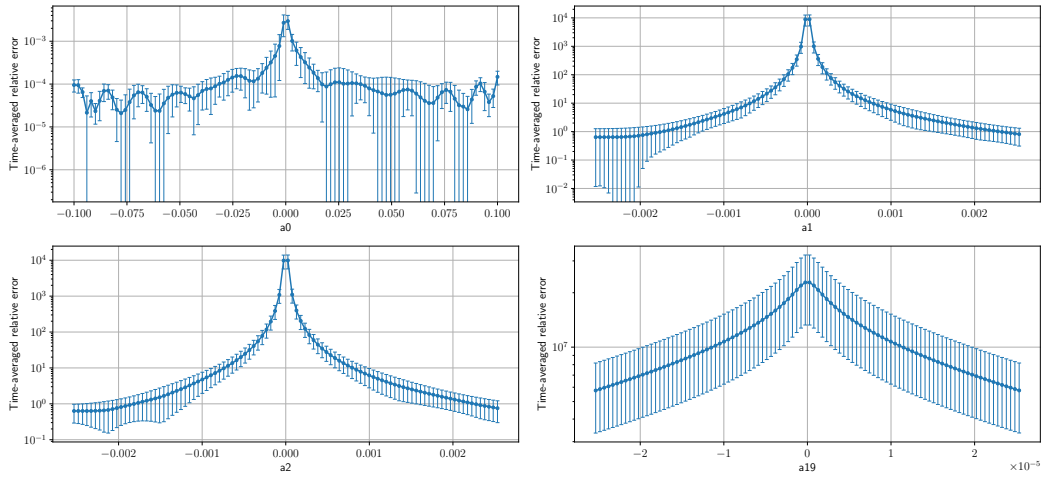 Time-averaged relative error
10⁻³
10⁻⁴
10⁻⁵
10⁻⁶
−0.100 −0.075 −0.050 −0.025 0.000 0.025 0.050 0.075 0.100
a0
Time-averaged relative error
10⁴
10³
10²
10¹
10⁰
10⁻¹
10⁻²
−0.002 −0.001 0.000 0.001 0.002
a1
Time-averaged relative error
10⁴
10³
10²
10¹
10⁰
10⁻¹
−0.002 −0.001 0.000 0.001 0.002
a2
Time-averaged relative error
10⁷
−2 −1 0 1 2
×10⁻⁵
a19